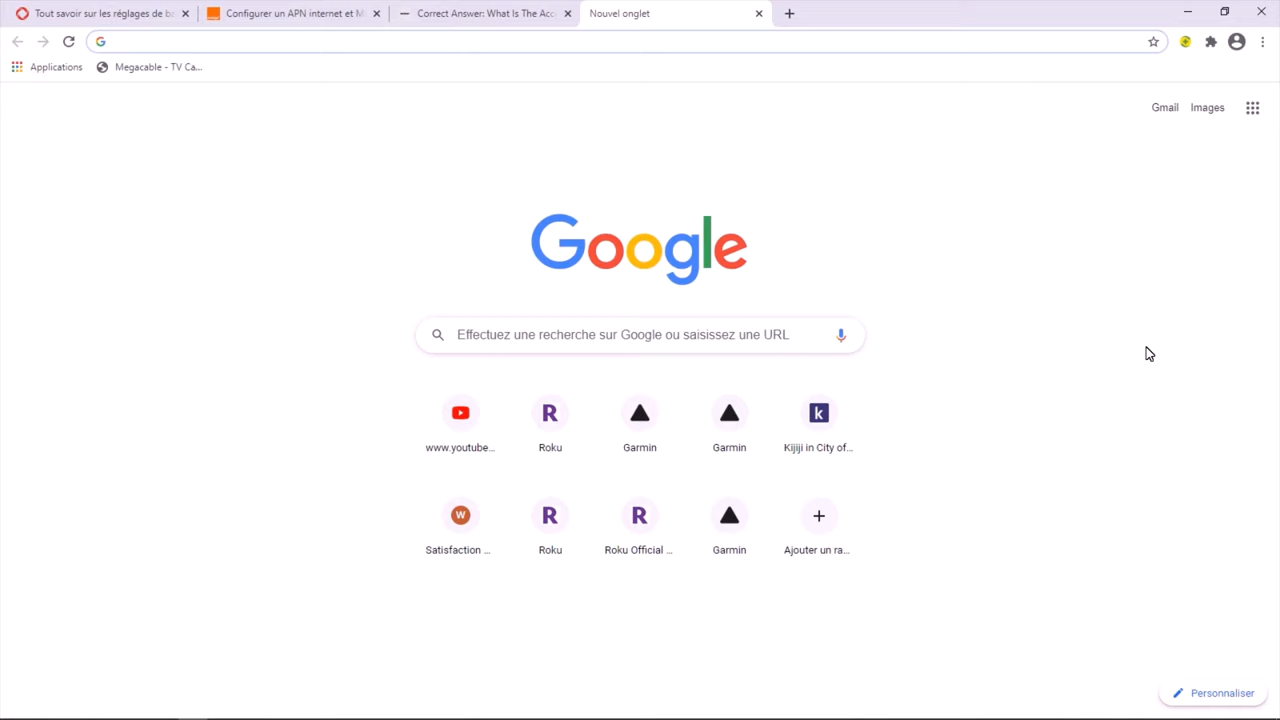 Tout savoir sur les réglages de ba
Configurer un APN internet et M
Correct Answer: What Is The Acc
Nouvel onglet
Applications
Megacable - TV Ca...
Gmail
Images
Google
Effectuez une recherche sur Google ou saisissez une URL
www.youtube...
Roku
Garmin
Garmin
Kijiji in City of...
Satisfaction ...
Roku
Roku Official ...
Garmin
Ajouter un ra...
Personnaliser